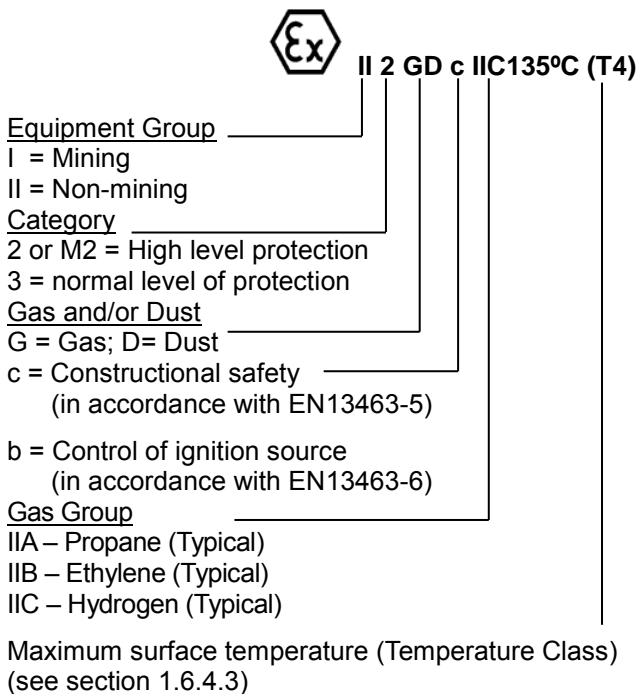 Ex II 2 GD c IIC135ºC (T4)
Equipment Group
I = Mining
II = Non-mining
Category
2 or M2 = High level protection
3 = normal level of protection
Gas and/or Dust
G = Gas; D= Dust
c = Constructional safety
(in accordance with EN13463-5)
b = Control of ignition source
(in accordance with EN13463-6)
Gas Group
IIA – Propane (Typical)
IIB – Ethylene (Typical)
IIC – Hydrogen (Typical)
Maximum surface temperature (Temperature Class)
(see section 1.6.4.3)